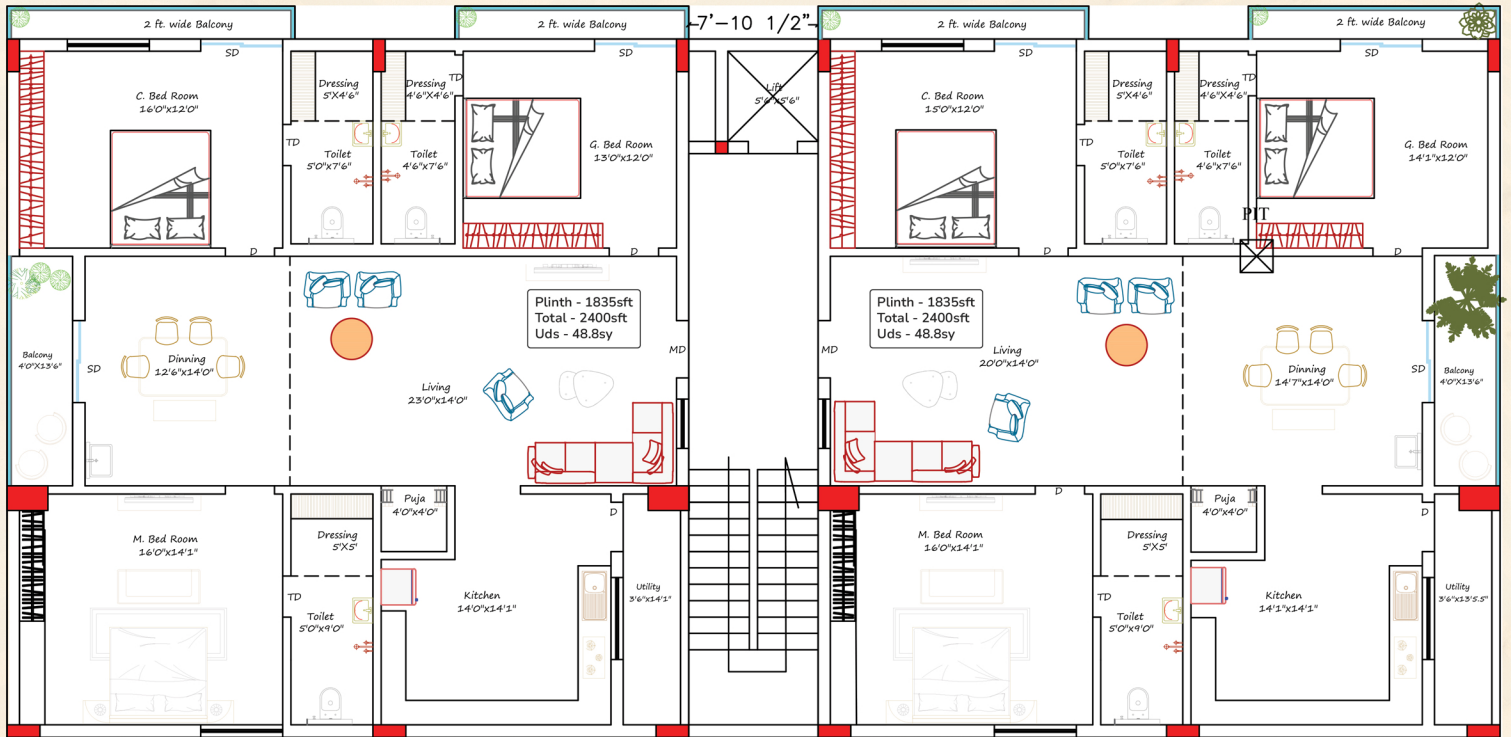 2 ft. wide Balcony
2 ft. wide Balcony
7'-10 1/2"
2 ft. wide Balcony
2 ft. wide Balcony
SD
SD
SD
SD
C. Bed Room
16'0"x12'0"
Dressing
5'X4'6"
Dressing
4'6"X4'6"
TD
TD
Toilet
5'0"x7'6"
Toilet
4'6"x7'6"
G. Bed Room
13'0"x12'0"
D
D
Lift
5'6"x5'6"
C. Bed Room
15'0"x12'0"
Dressing
5'X4'6"
Dressing
4'6"X4'6"
TD
TD
Toilet
5'0"x7'6"
Toilet
4'6"x7'6"
G. Bed Room
14'1"x12'0"
PIT
D
D
Balcony
4'0"X13'6"
SD
Dinning
12'6"x14'0"
Living
23'0"x14'0"
Plinth - 1835sft
Total - 2400sft
Uds - 48.8sy
MD
MD
Plinth - 1835sft
Total - 2400sft
Uds - 48.8sy
Living
20'0"x14'0"
Dinning
14'7"x14'0"
SD
Balcony
4'0"X13'6"
M. Bed Room
16'0"x14'1"
Dressing
5'X5'
TD
Toilet
5'0"x9'0"
Puja
4'0"x4'0"
Kitchen
14'0"x14'1"
D
Utility
3'6"x14'1"
M. Bed Room
16'0"x14'1"
D
Dressing
5'X5'
TD
Toilet
5'0"x9'0"
Puja
4'0"x4'0"
Kitchen
14'1"x14'1"
D
Utility
3'6"x13'5.5"